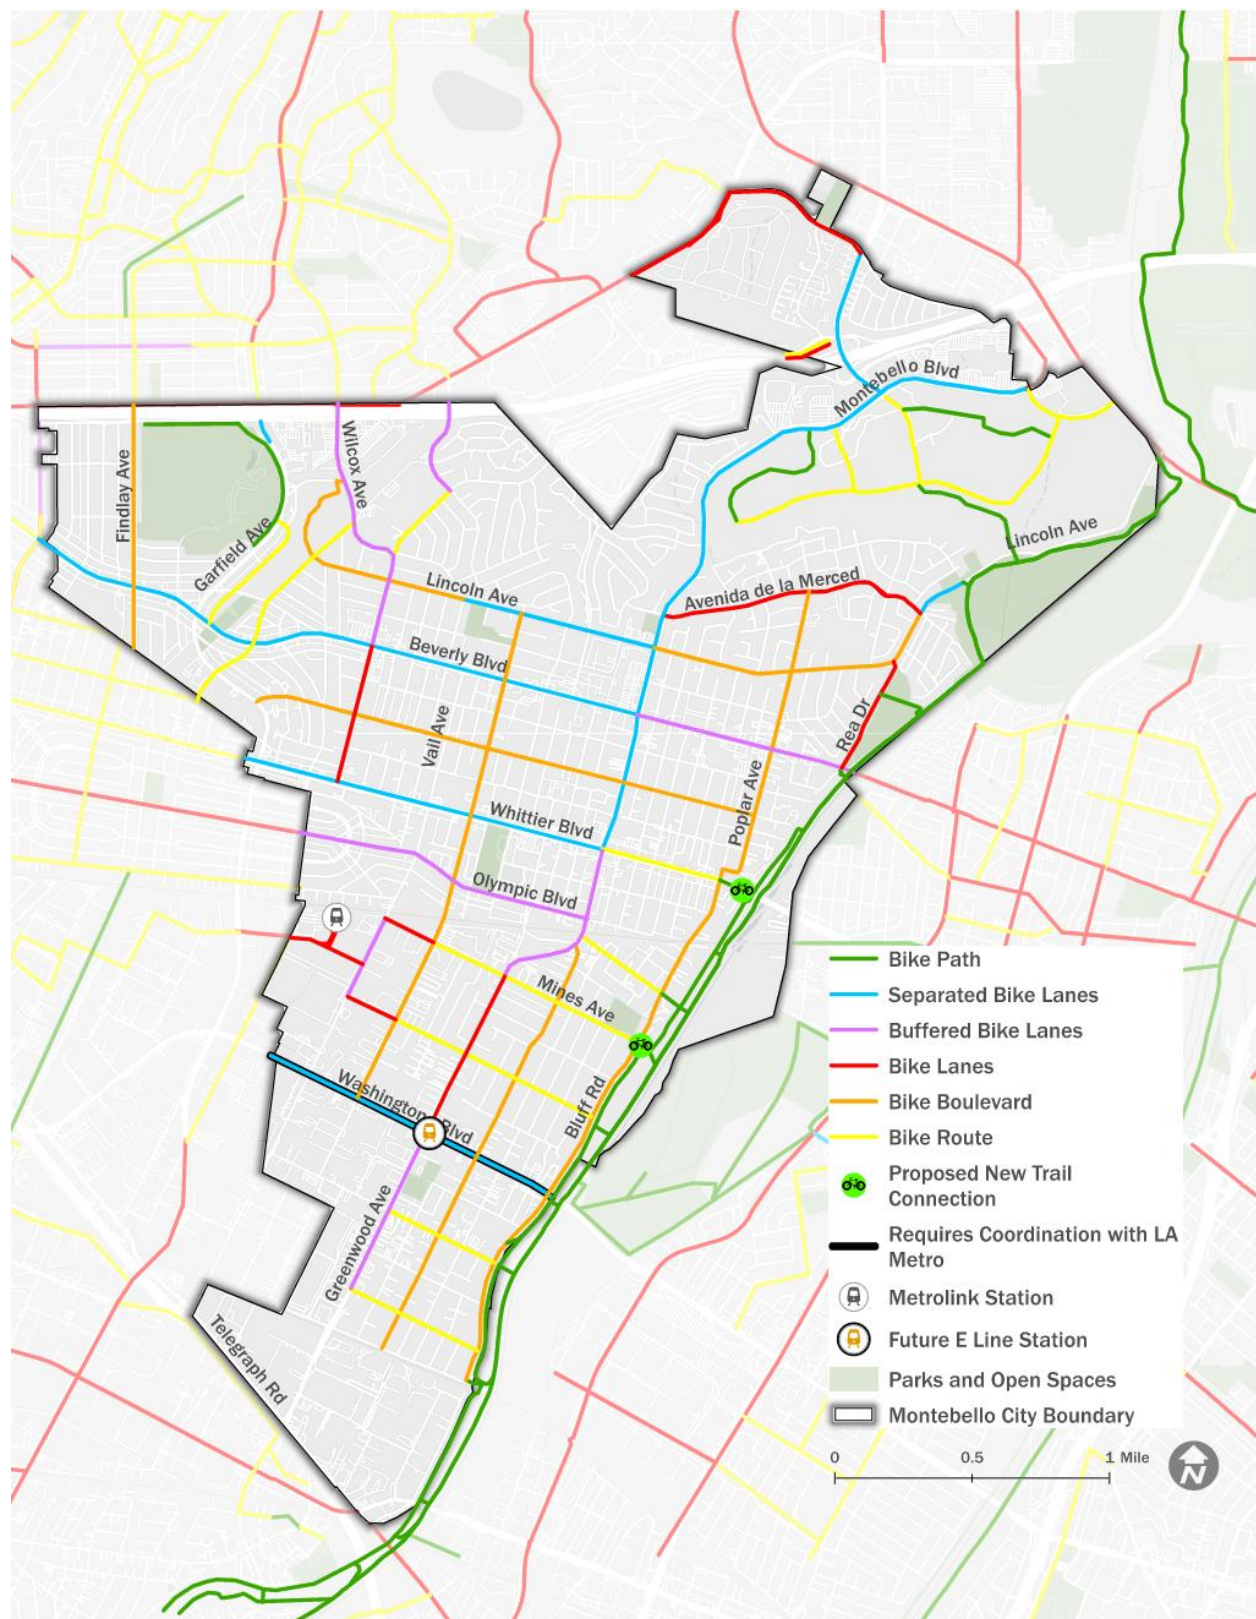 Montebello Blvd
Wilcox Ave
Findlay Ave
Garfield Ave
Lincoln Ave
Lincoln Ave
Avenida de la Merced
Beverly Blvd
Vail Ave
Rea Dr
Poplar Ave
Whittier Blvd
Olympic Blvd
Mines Ave
Washington Blvd
Bluff Rd
Greenwood Ave
Telegraph Rd
Bike Path
Separated Bike Lanes
Buffered Bike Lanes
Bike Lanes
Bike Boulevard
Bike Route
Proposed New Trail
Connection
Requires Coordination with LA
Metro
Metrolink Station
Future E Line Station
Parks and Open Spaces
Montebello City Boundary
0 0.5 1 Mile
N